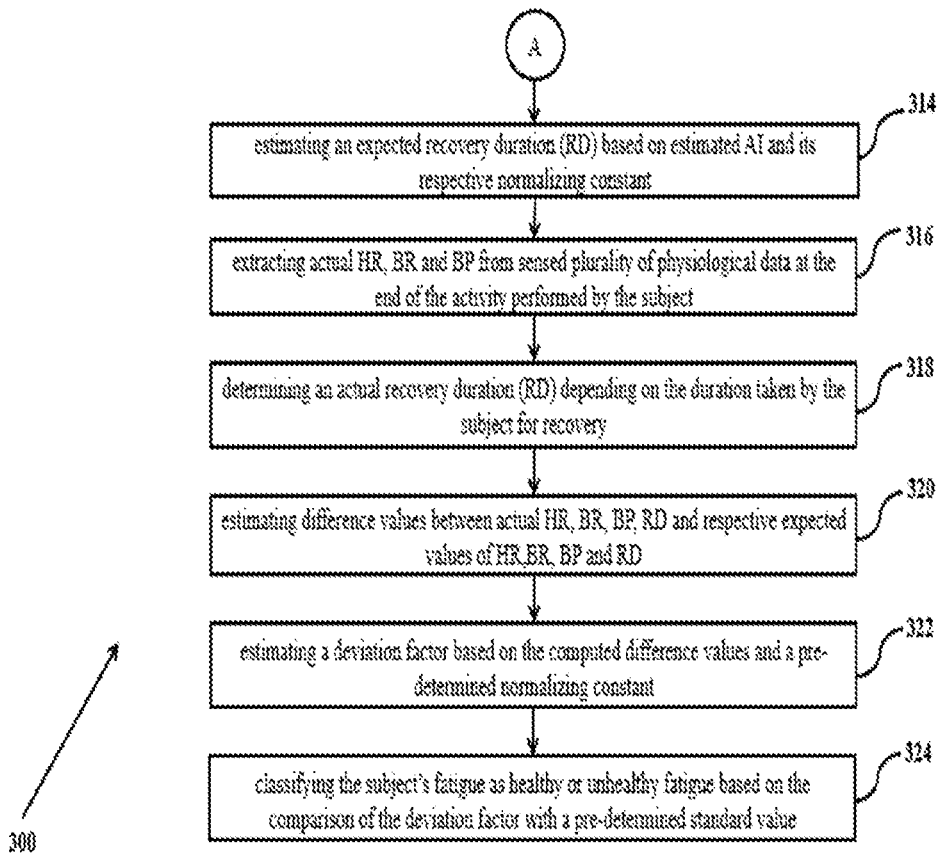 A
314
estimating an expected recovery duration (RD) based on estimated AI and its
respective normalizing constant
316
extracting actual HR, BR and BP from sensed plurality of physiological data at the
end of the activity performed by the subject
318
determining an actual recovery duration (RD) depending on the duration taken by the
subject for recovery
320
estimating difference values between actual HR, BR, BP, RD and respective expected
values of HR,BR, BP and RD
322
estimating a deviation factor based on the computed difference values and a pre-
determined normalizing constant
324
classifying the subject's fatigue as healthy or unhealthy fatigue based on the
comparison of the deviation factor with a pre-determined standard value
300